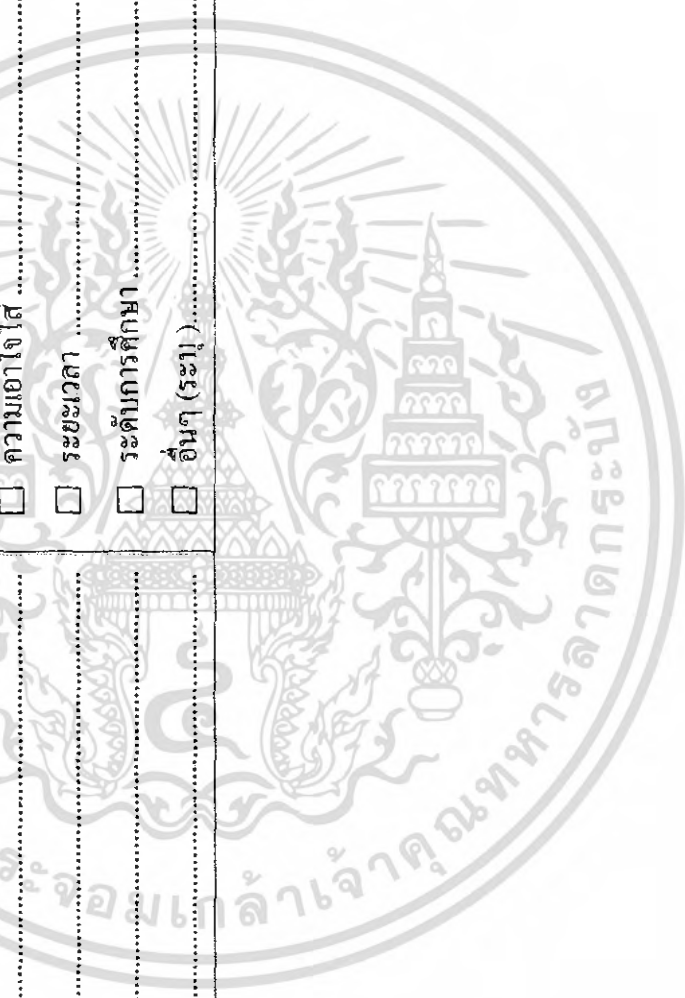 ☐ ความเอาใจใส่ ........................................
☐ ระยะเวลา ........................................
☐ ระดับการศึกษา ........................................
☐ อื่นๆ (ระบุ) ........................................
๕
ระจอมเกล้าเจ้าคุณทหารลาดกระบัง